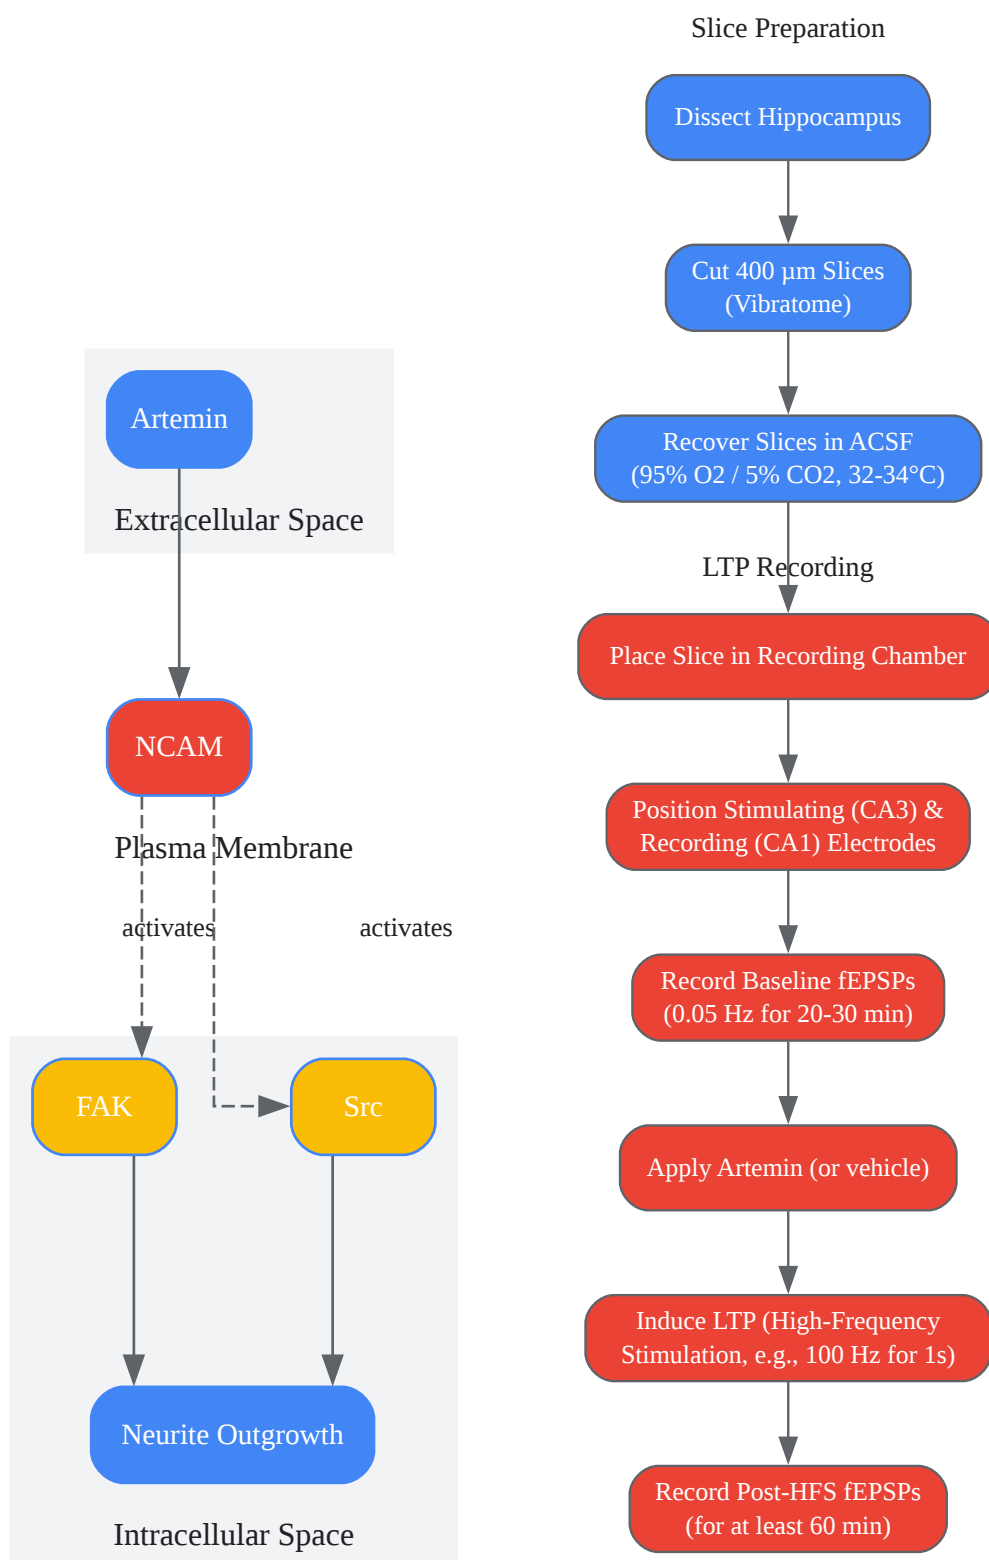 Artemin
Extracellular Space
NCAM
Plasma Membrane
activates
activates
FAK
Src
Neurite Outgrowth
Intracellular Space
Slice Preparation
Dissect Hippocampus
Cut 400 µm Slices
(Vibratome)
Recover Slices in ACSF
(95% O2 / 5% CO2, 32-34°C)
LTP Recording
Place Slice in Recording Chamber
Position Stimulating (CA3) &
Recording (CA1) Electrodes
Record Baseline fEPSPs
(0.05 Hz for 20-30 min)
Apply Artemin (or vehicle)
Induce LTP (High-Frequency
Stimulation, e.g., 100 Hz for 1s)
Record Post-HFS fEPSPs
(for at least 60 min)